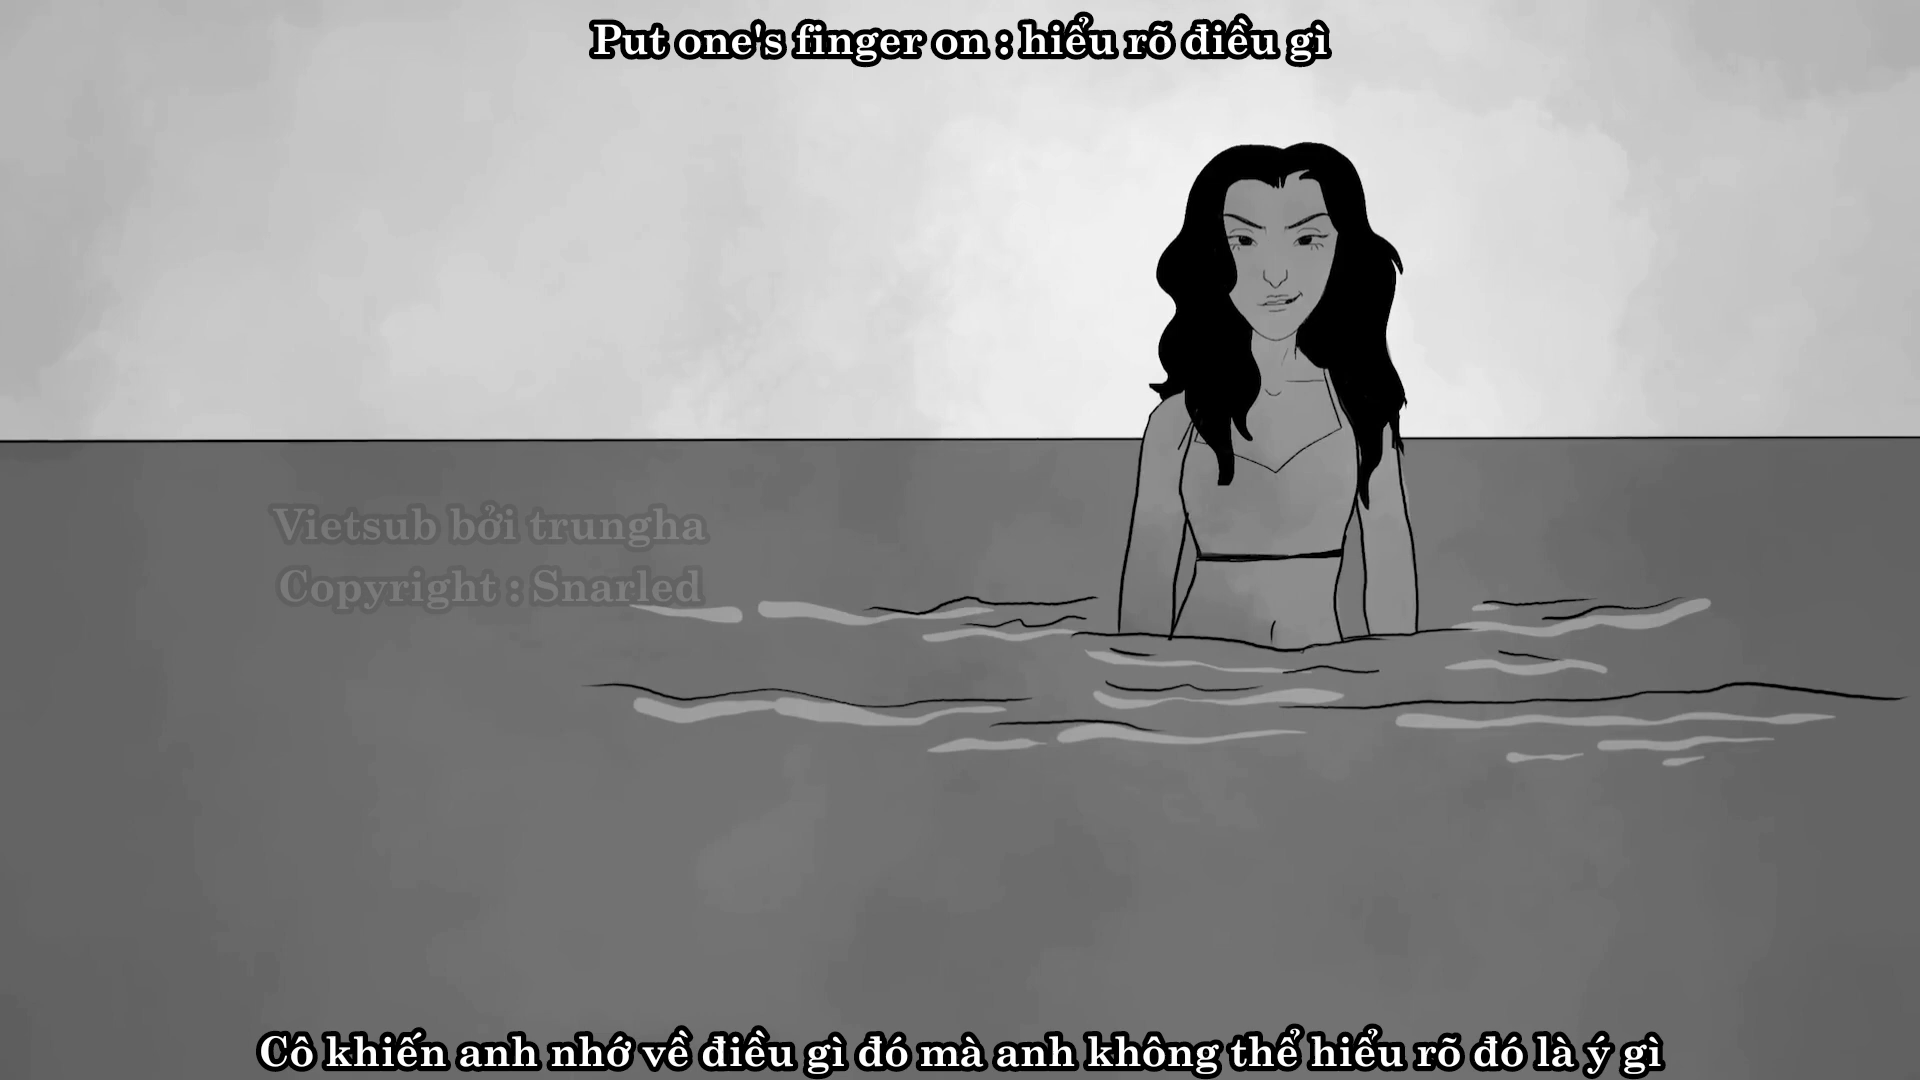 Put one's finger on : hiểu rõ điều gì
Vietsub bởi trungha
Copyright : Snarled
Cô khiến anh nhớ về điều gì đó mà anh không thể hiểu rõ đó là ý gì